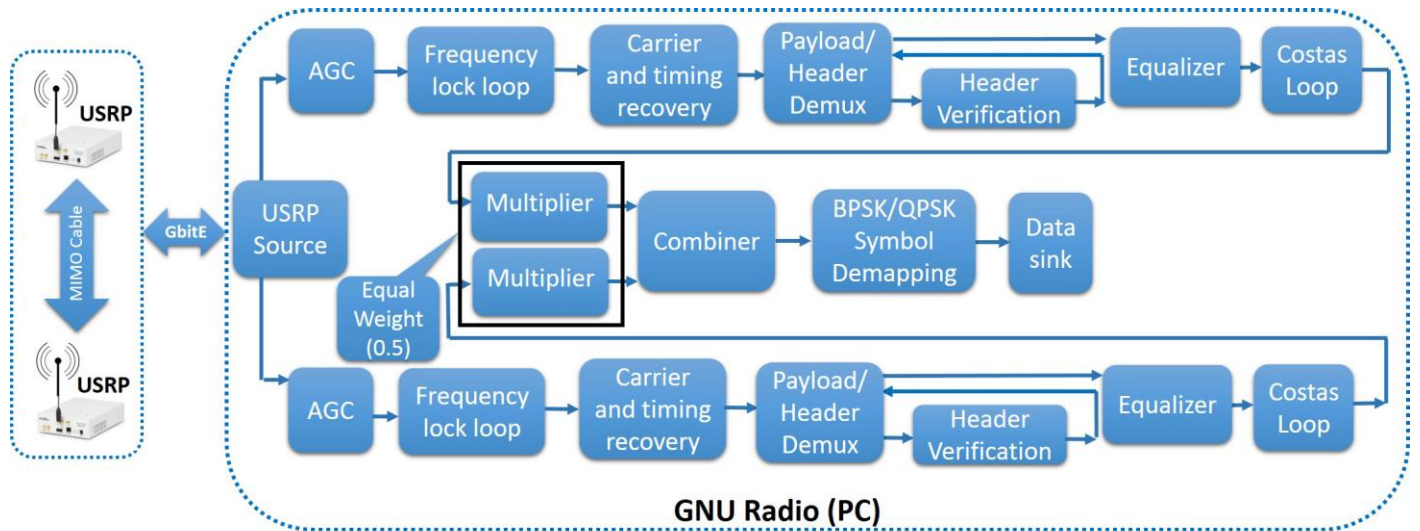 USRP
MIMO Cable
USRP
GbitE
USRP
Source
AGC
Frequency
lock loop
Carrier
and timing
recovery
Payload/
Header
Demux
Header
Verification
Equalizer
Costas
Loop
Multiplier
Multiplier
Equal
Weight
(0.5)
Combiner
BPSK/QPSK
Symbol
Demapping
Data
sink
AGC
Frequency
lock loop
Carrier
and timing
recovery
Payload/
Header
Demux
Header
Verification
Equalizer
Costas
Loop
GNU Radio (PC)